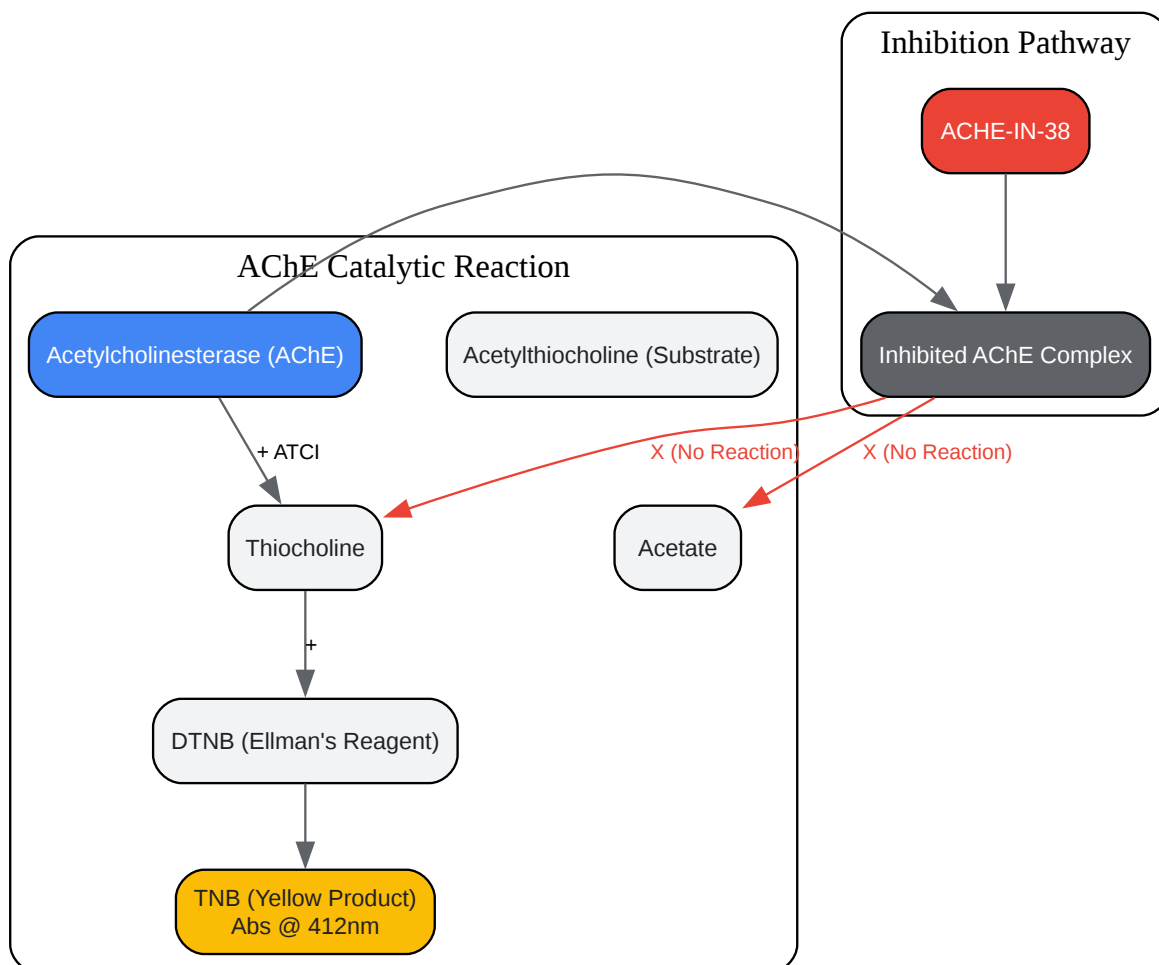 Inhibition Pathway
ACHE-IN-38
AChE Catalytic Reaction
Acetylcholinesterase (AChE)
Acetylthiocholine (Substrate)
Inhibited AChE Complex
+ ATCI
X (No Reaction)
X (No Reaction)
Thiocholine
Acetate
+
DTNB (Ellman's Reagent)
TNB (Yellow Product)
Abs @ 412nm